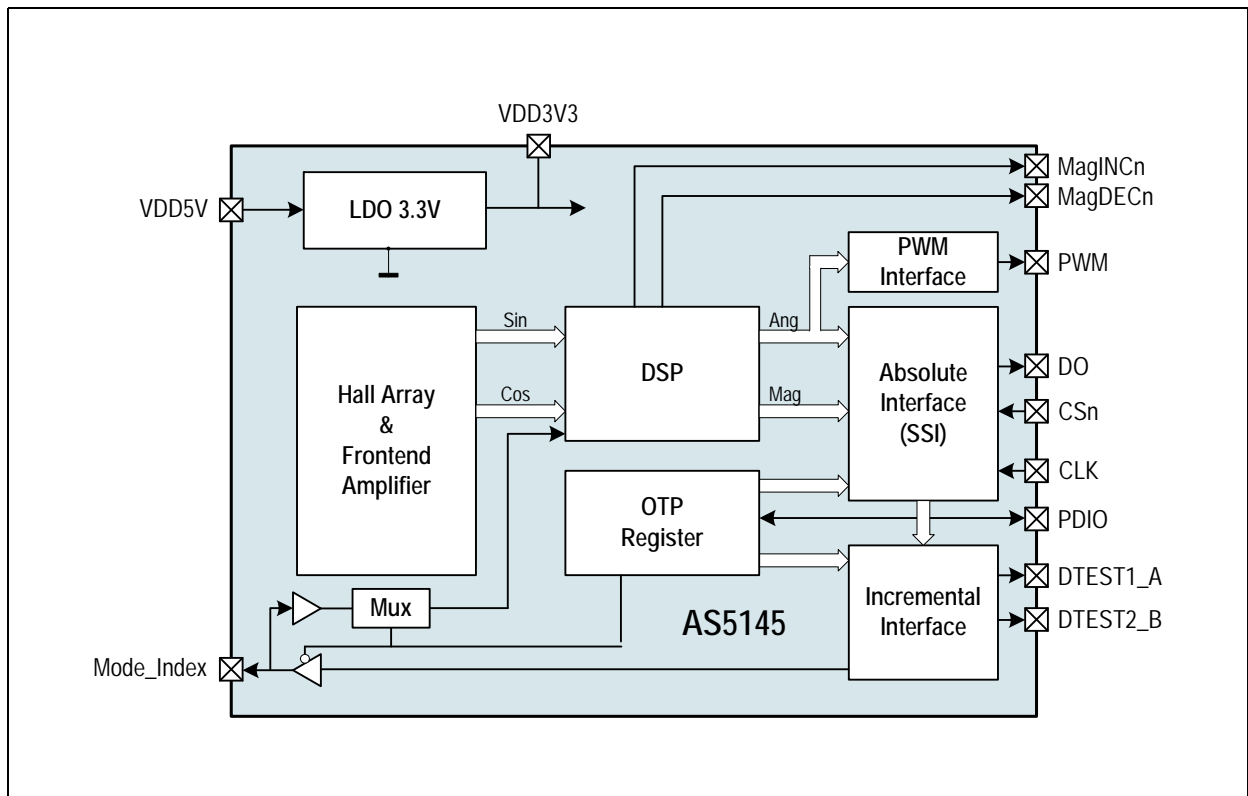 VDD3V3
MagINCn
MagDECn
VDD5V
LDO 3.3V
PWM
Interface
PWM
Sin
Ang
Hall Array
&
Frontend
Amplifier
DSP
Absolute
Interface
(SSI)
DO
Cos
Mag
CSn
CLK
OTP
Register
PDIO
DTEST1_A
Mux
AS5145
Incremental
Interface
DTEST2_B
Mode_Index